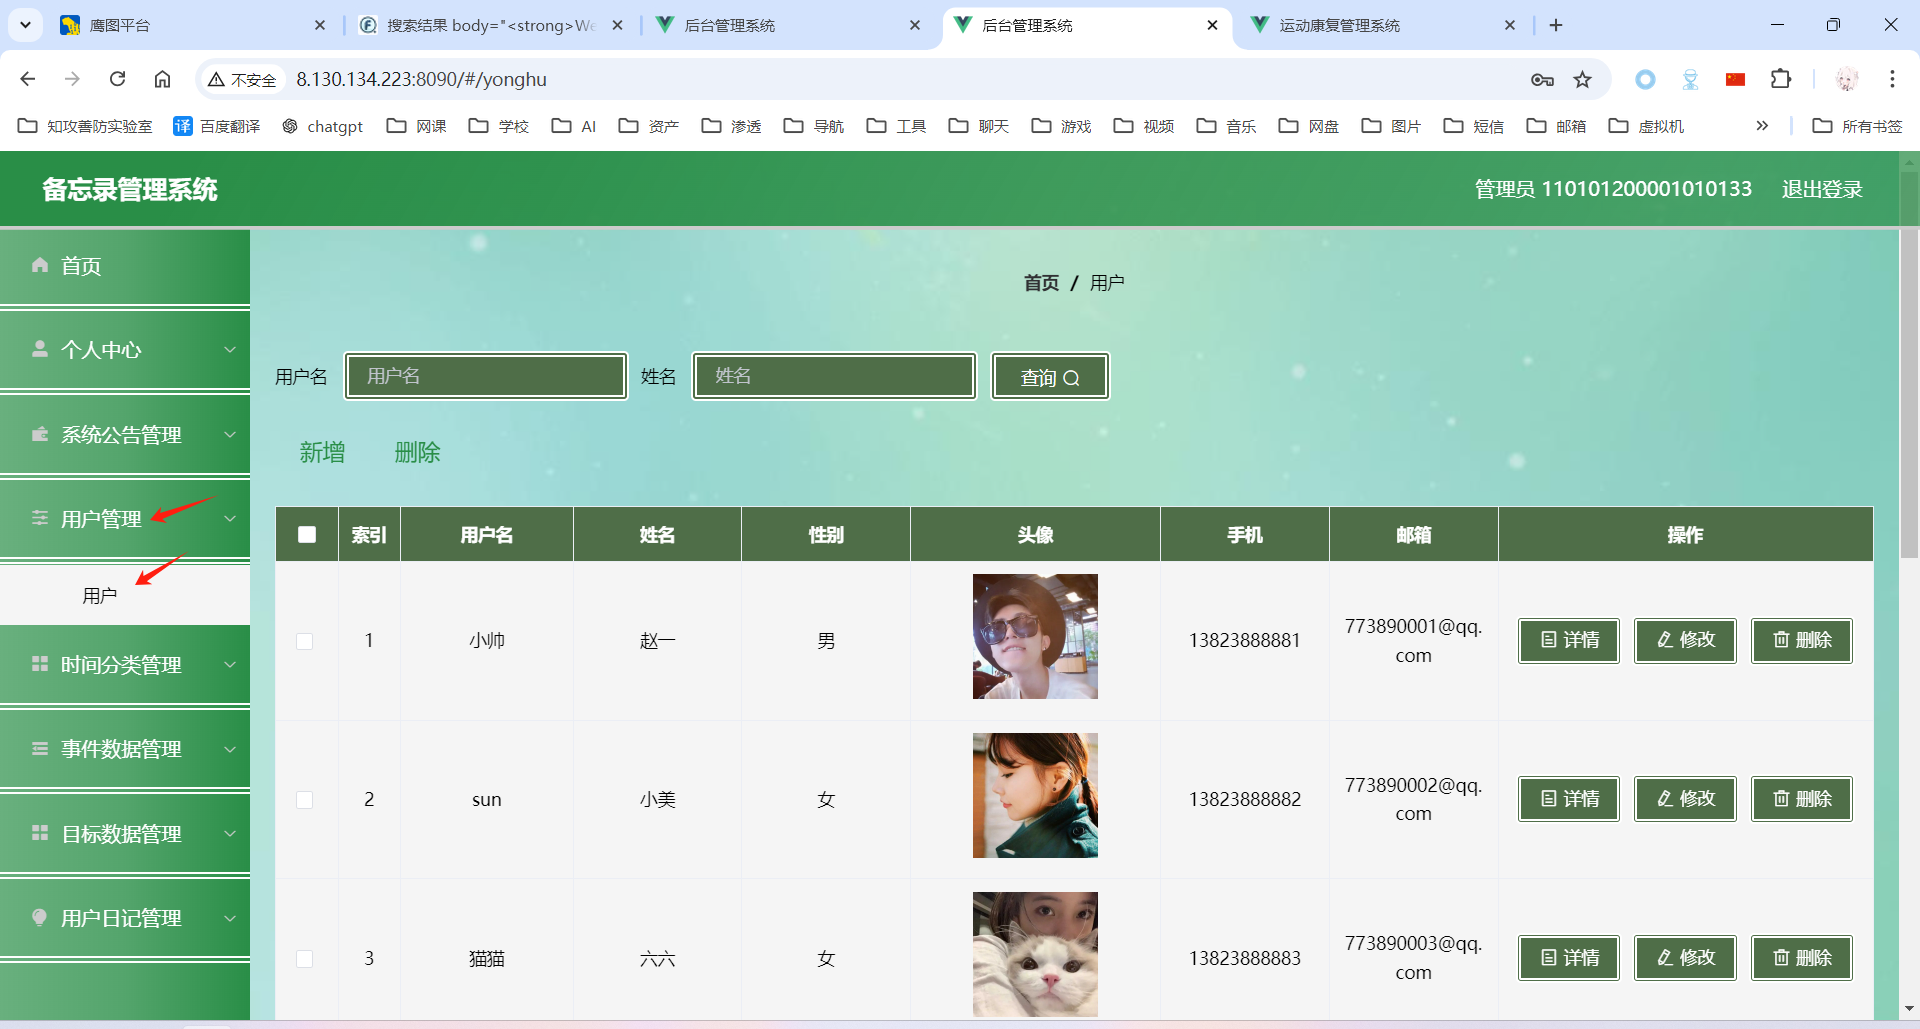 鹰图平台
搜索结果 body="<strong>We
后台管理系统
后台管理系统
运动康复管理系统
不安全
8.130.134.223:8090/#/yonghu
知攻善防实验室
译 百度翻译
chatgpt
网课
学校
AI
资产
渗透
导航
工具
聊天
游戏
视频
音乐
网盘
图片
短信
邮箱
虚拟机
所有书签
备忘录管理系统
管理员 110101200001010133
退出登录
首页
个人中心
系统公告管理
用户管理
用户
时间分类管理
事件数据管理
目标数据管理
用户日记管理
首页 / 用户
用户名 用户名 姓名 姓名 查询
新增 删除
索引 用户名 姓名 性别 头像 手机 邮箱 操作
1 小帅 赵一 男 13823888881 773890001@qq.
com
详情 修改 删除
2 sun 小美 女 13823888882 773890002@qq.
com
详情 修改 删除
3 猫猫 六六 女 13823888883 773890003@qq.
com
详情 修改 删除